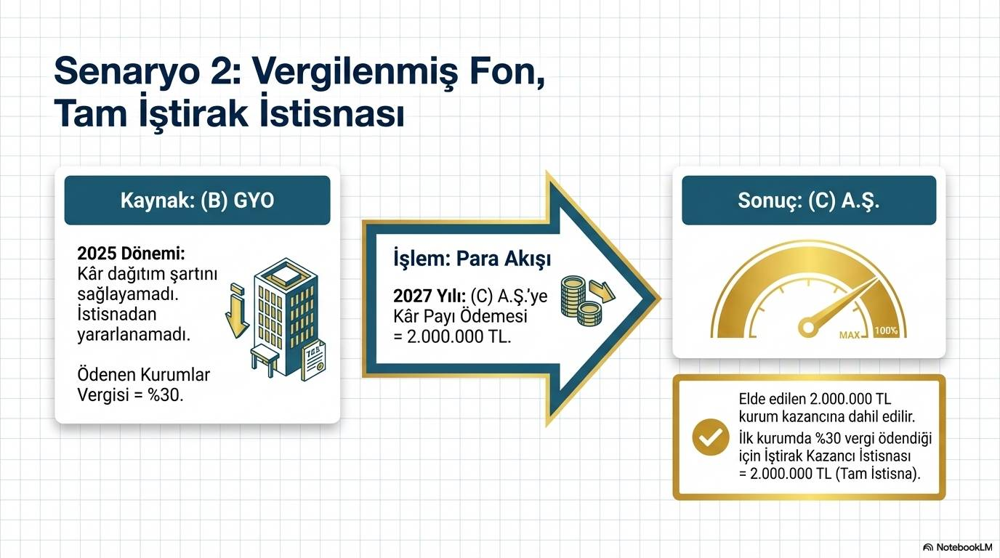 Senaryo 2: Vergilenmiş Fon,
Tam İştirak İstisnası
Kaynak: (B) GYO
2025 Dönemi:
Kâr dağıtım şartını
sağlayamadı.
İstisnadan
yararlanamadı.
Ödenen Kurumlar
Vergisi = %30.
İşlem: Para Akışı
2027 Yılı: (C) A.Ş.'ye
Kâr Payı Ödemesi
= 2.000.000 TL.
Sonuç: (C) A.Ş.
MAX
100%
Elde edilen 2.000.000 TL
kurum kazancına dahil edilir.
İlk kurumda %30 vergi ödendiği
için İştirak Kazancı İstisnası
= 2.000.000 TL (Tam İstisna).
NotebookLM